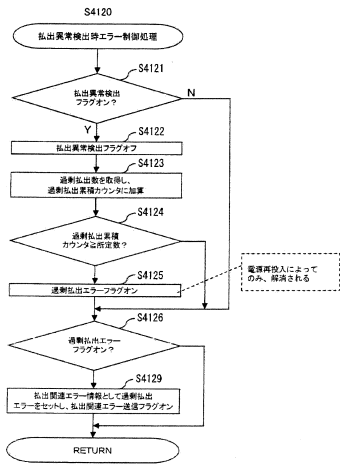 S4120
払出異常検出時エラー制御処理
S4121
払出異常検出
フラグオン？
N
Y
S4122
払出異常検出フラグオフ
S4123
過剰払出数を取得し、
過剰払出累積カウンタに加算
S4124
過剰払出累積
カウンタ≧所定数？
S4125
過剰払出エラーフラグオン
電源再投入によって
のみ、解消される
S4126
過剰払出エラー
フラグオン？
S4129
払出関連エラー情報として過剰払出
エラーをセットし、払出関連エラー送信フラグオン
RETURN